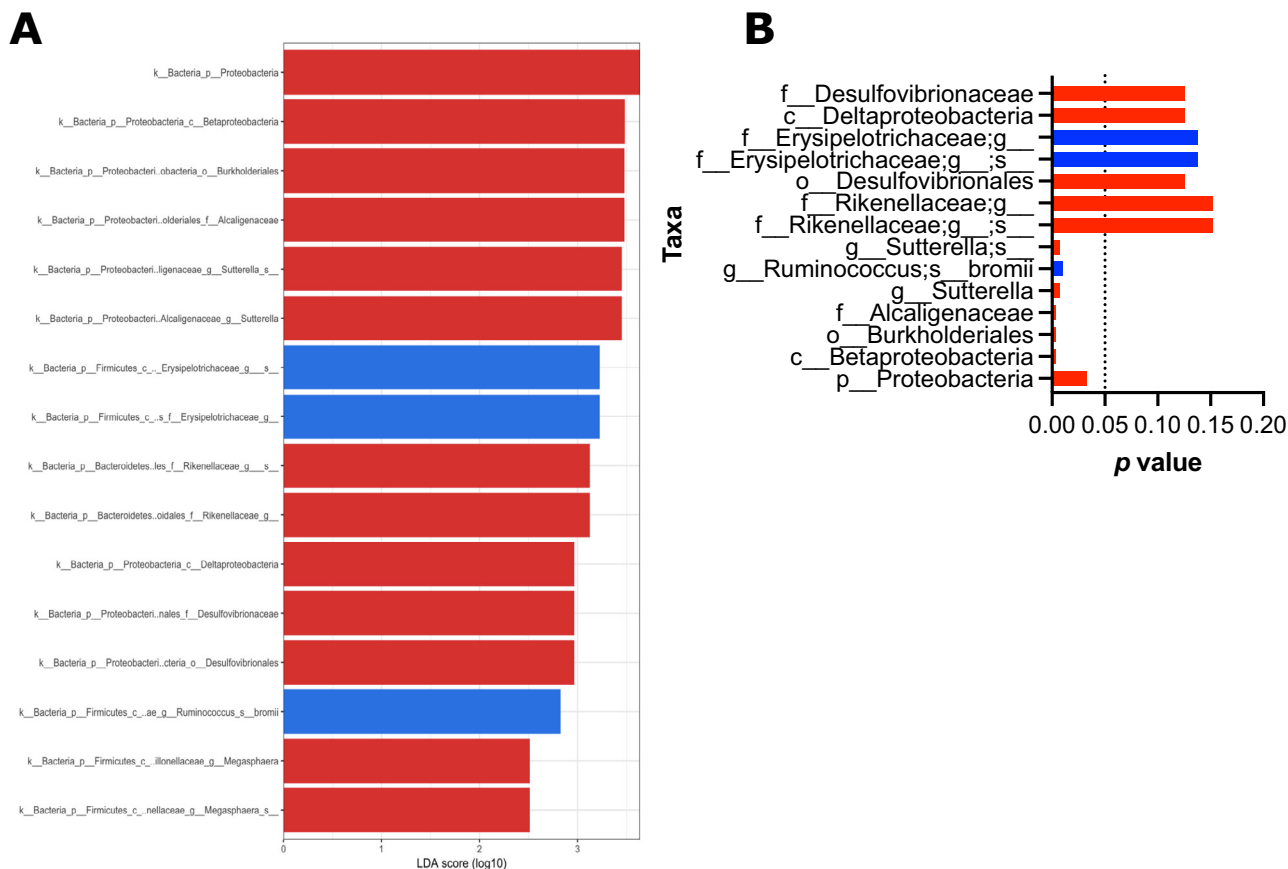 A
k__Bacteria_p__Proteobacteria
k__Bacteria_p__Proteobacteria_c__Betaproteobacteria
k__Bacteria_p__Proteobacteri..obacteria_o__Burkholderiales
k__Bacteria_p__Proteobacteri..olderiales_f__Alcaligenaceae
k__Bacteria_p__Proteobacteri..ligenaceae_g__Sutterella_s__
k__Bacteria_p__Proteobacteri..Alcaligenaceae_g__Sutterella
k__Bacteria_p__Firmicutes_c_.._Erysipelotrichaceae_g___s__
k__Bacteria_p__Firmicutes_c_..s_f__Erysipelotrichaceae_g__
k__Bacteria_p__Bacteroidetes..les_f__Rikenellaceae_g___s__
k__Bacteria_p__Bacteroidetes..oidales_f__Rikenellaceae_g__
k__Bacteria_p__Proteobacteria_c__Deltaproteobacteria
k__Bacteria_p__Proteobacteri..nales_f__Desulfovibrionaceae
k__Bacteria_p__Proteobacteri..cteria_o__Desulfovibrionales
k__Bacteria_p__Firmicutes_c_..ae_g__Ruminococcus_s__bromii
k__Bacteria_p__Firmicutes_c_..illonellaceae_g__Megasphaera
k__Bacteria_p__Firmicutes_c_..nellaceae_g__Megasphaera_s__
0 1 2 3
LDA score (log10)
B
Taxa
f__Desulfovibrionaceae
c__Deltaproteobacteria
f__Erysipelotrichaceae;g__
f__Erysipelotrichaceae;g__;s__
o__Desulfovibrionales
f__Rikenellaceae;g__
f__Rikenellaceae;g__;s__
g__Sutterella;s__
g__Ruminococcus;s__bromii
g__Sutterella
f__Alcaligenaceae
o__Burkholderiales
c__Betaproteobacteria
p__Proteobacteria
0.00 0.05 0.10 0.15 0.20
p value